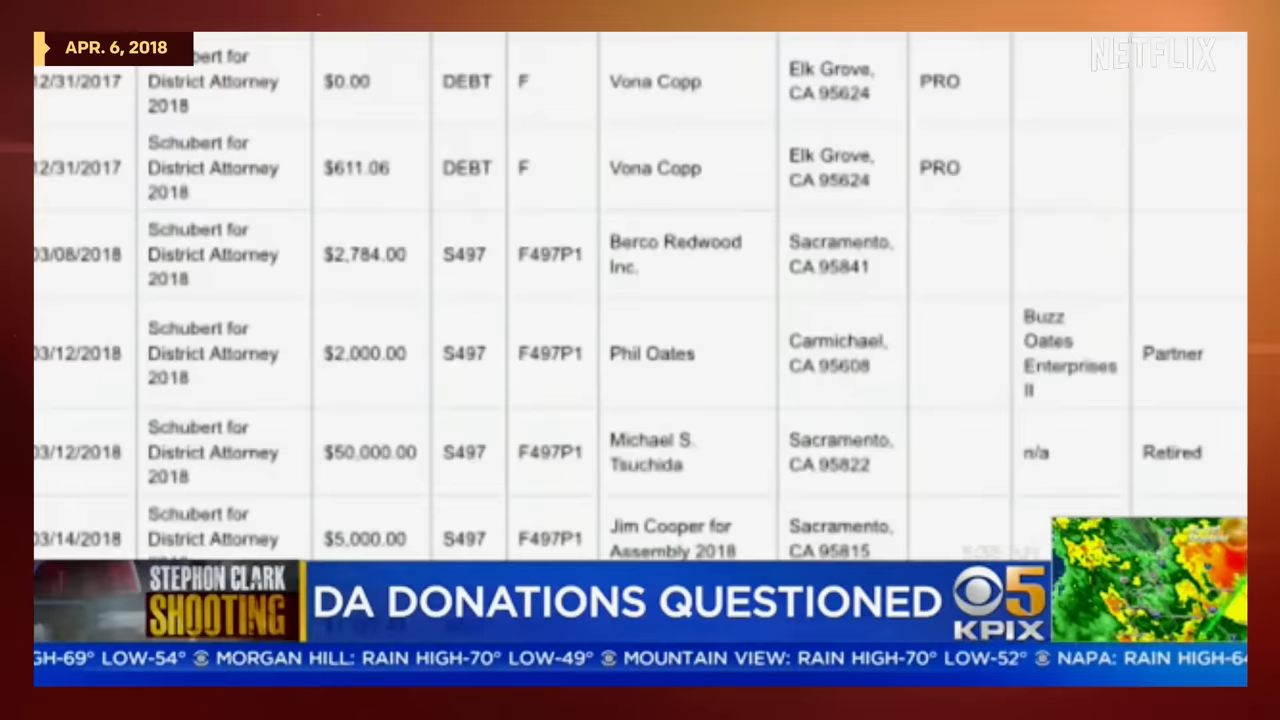 APR. 6, 2018
NETFLIX
bert for
12/31/2017 District Attorney $0.00 DEBT F Vona Copp Elk Grove, CA 95624 PRO
2018
Schubert for
12/31/2017 District Attorney $611.06 DEBT F Vona Copp Elk Grove, CA 95624 PRO
2018
Schubert for
03/08/2018 District Attorney $2,784.00 S497 F497P1 Berco Redwood Inc. Sacramento, CA 95841
2018
Schubert for
03/12/2018 District Attorney $2,000.00 S497 F497P1 Phil Oates Carmichael, CA 95608 Buzz Oates Enterprises II Partner
2018
Schubert for
03/12/2018 District Attorney $50,000.00 S497 F497P1 Michael S. Tsuchida Sacramento, CA 95822 n/a Retired
2018
Schubert for
03/14/2018 District Attorney $5,000.00 S497 F497P1 Jim Cooper for Assembly 2018 Sacramento, CA 95815
STEPHON CLARK
SHOOTING
DA DONATIONS QUESTIONED
5
KPIX
GH-69° LOW-54° MORGAN HILL: RAIN HIGH-70° LOW-49° MOUNTAIN VIEW: RAIN HIGH-70° LOW-52° NAPA: RAIN HIGH-64